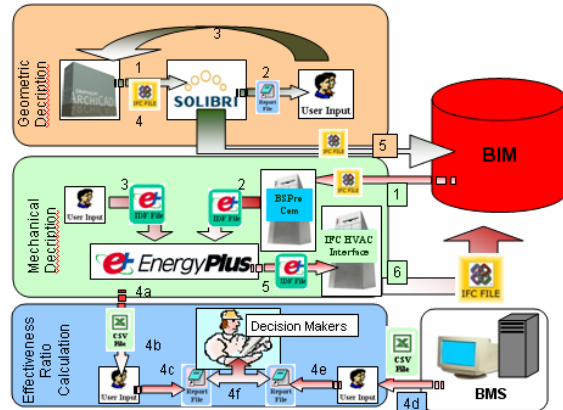 Geometric
Decription
3
1
2
ARCHICAD
IFC FILE
4
SOLIBRI
Report
File
User Input
5
IFC FILE
BIM
Mechanical
Decription
3
2
1
IFC FILE
User Input
IDF File
IDF File
BSPro
Com
IFC HVAC
Interface
EnergyPlus
5
IDF File
6
IFC FILE
4a
Effectiveness
Ratio
Calculation
CSV
File
4b
4c
User Input
Report
File
Decision Makers
4f
Report
File
4e
User Input
CSV
File
4d
BMS